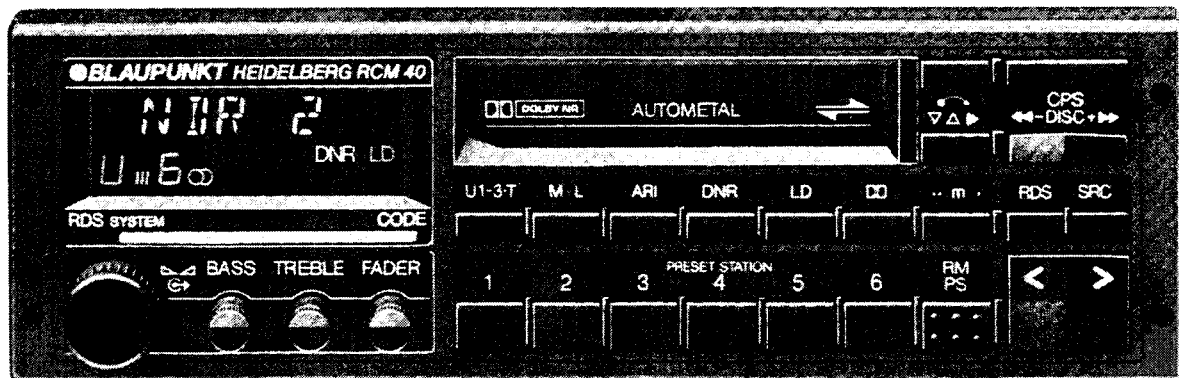 BLAUPUNKT HEIDELBERG RCM 40
NDR 2
DNR LD
U 6
RDS SYSTEM CODE
BASS TREBLE FADER
DOLBY NR AUTOMETAL
CPS
-DISC+
U1-3-T M L ARI DNR LD m RDS SRC
PRESET STATION
1 2 3 4 5 6 RM PS
< >